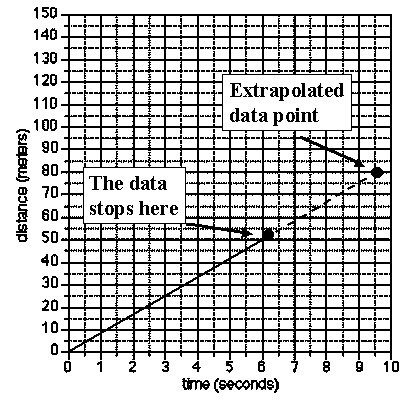 150
140
130
120
110
100
90
80
70
60
50
40
30
20
10
0
distance (meters)
Extrapolated
data point
The data
stops here
0 1 2 3 4 5 6 7 8 9 10
time (seconds)